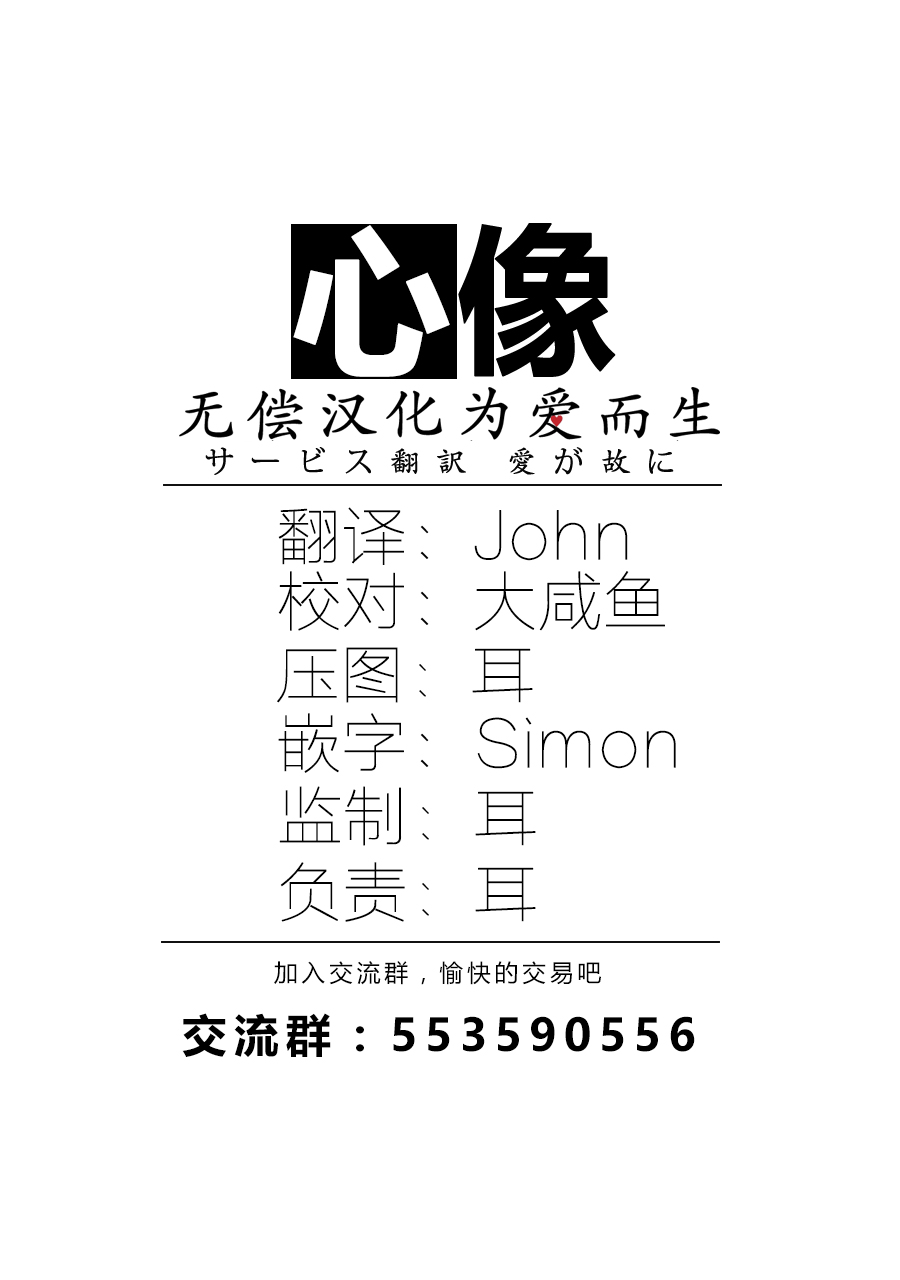 心像
无偿汉化为爱而生
サービス翻訳 愛が故に
翻译：John
校对：大咸鱼
压图：耳
嵌字：Simon
监制：耳
负责：耳
加入交流群，愉快的交易吧
交流群：553590556